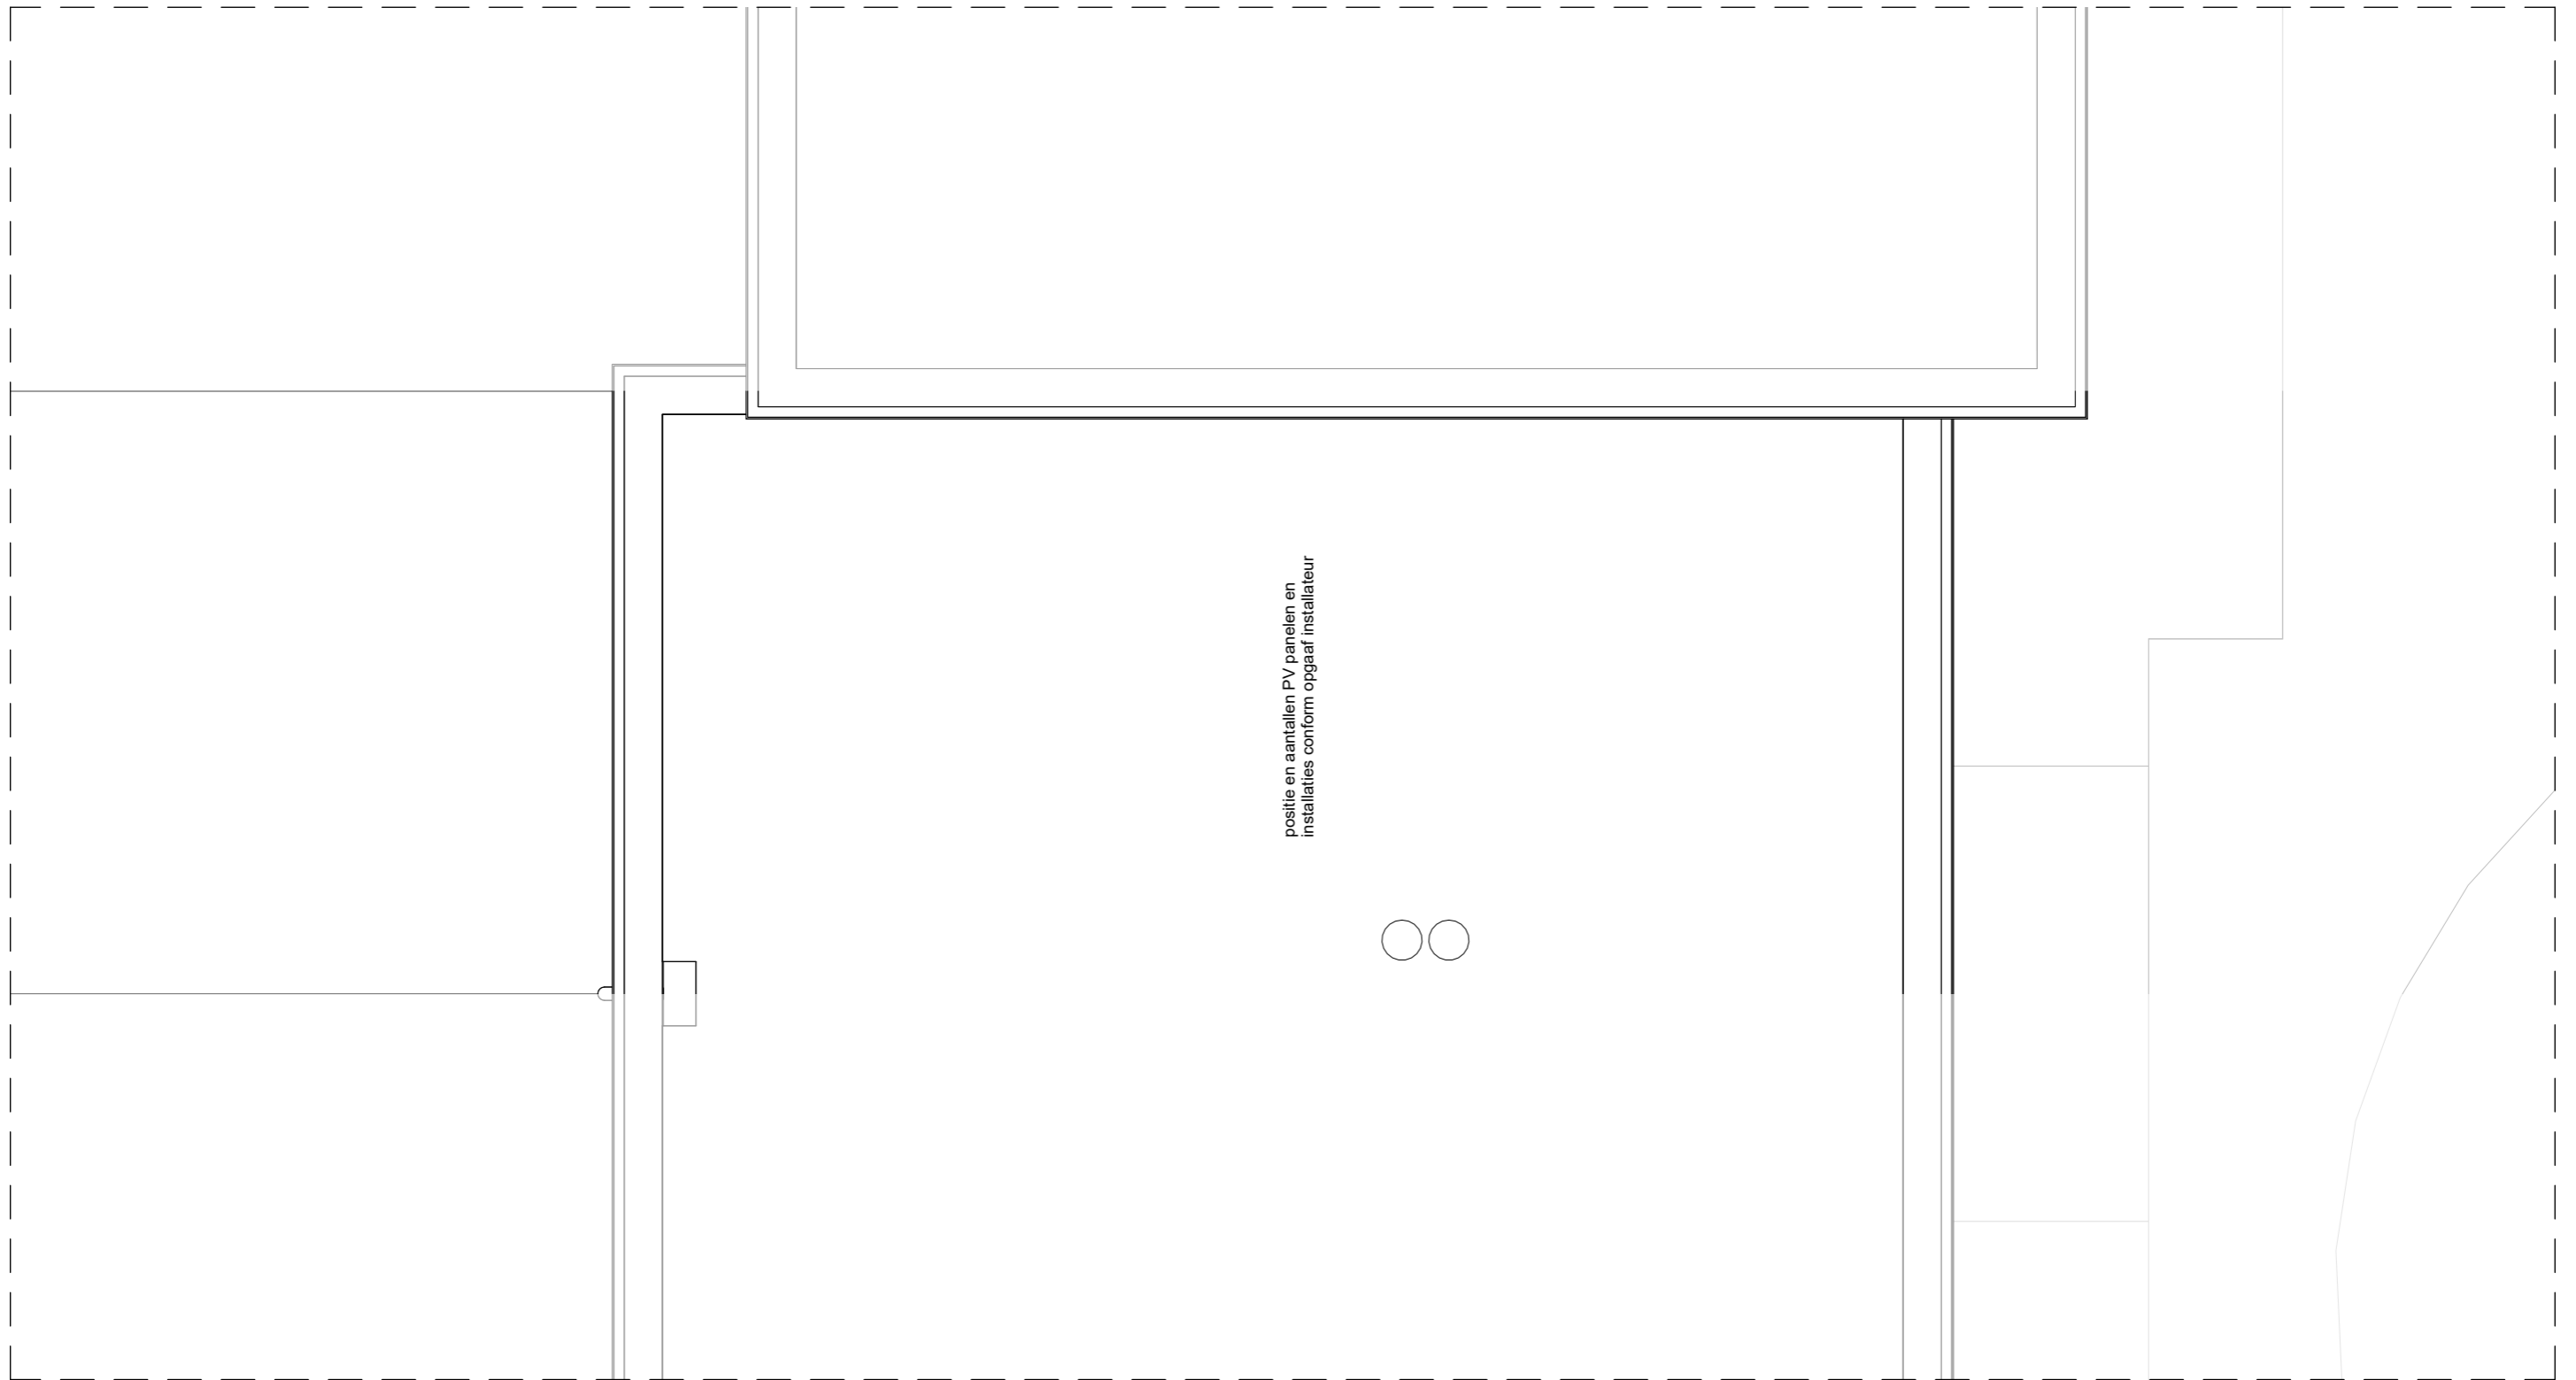 positie en aantallen PV panelen en
installaties conform opgaaf installateur